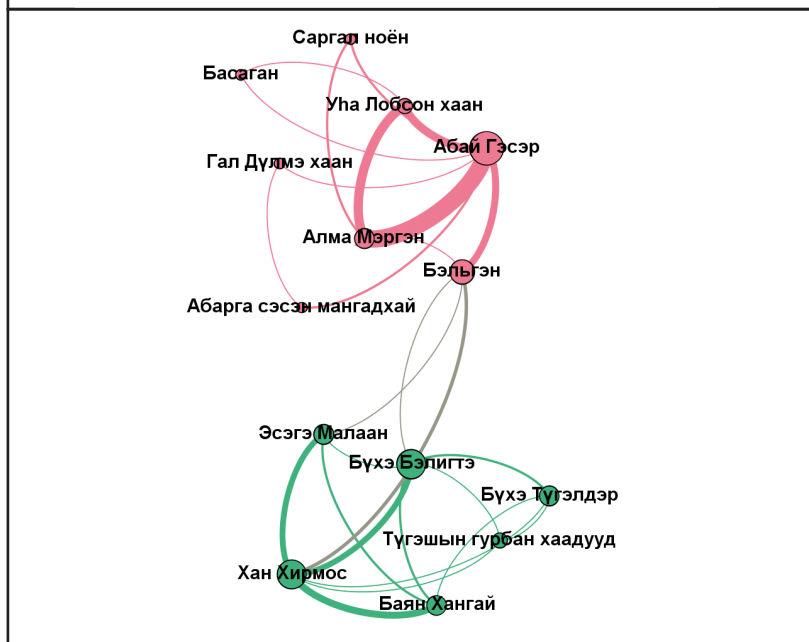 Саргал ноён
Басаган
Уһа Лобсон хаан
Абай Гэсэр
Гал Дүлмэ хаан
Алма Мэргэн
Бэльгэн
Абарга сэсэн мангадхай
Эсэгэ Малаан
Бүхэ Бэлигтэ
Бүхэ Түгэлдэр
Түгэшын гурбан хаадууд
Хан Хирмос
Баян Хангай